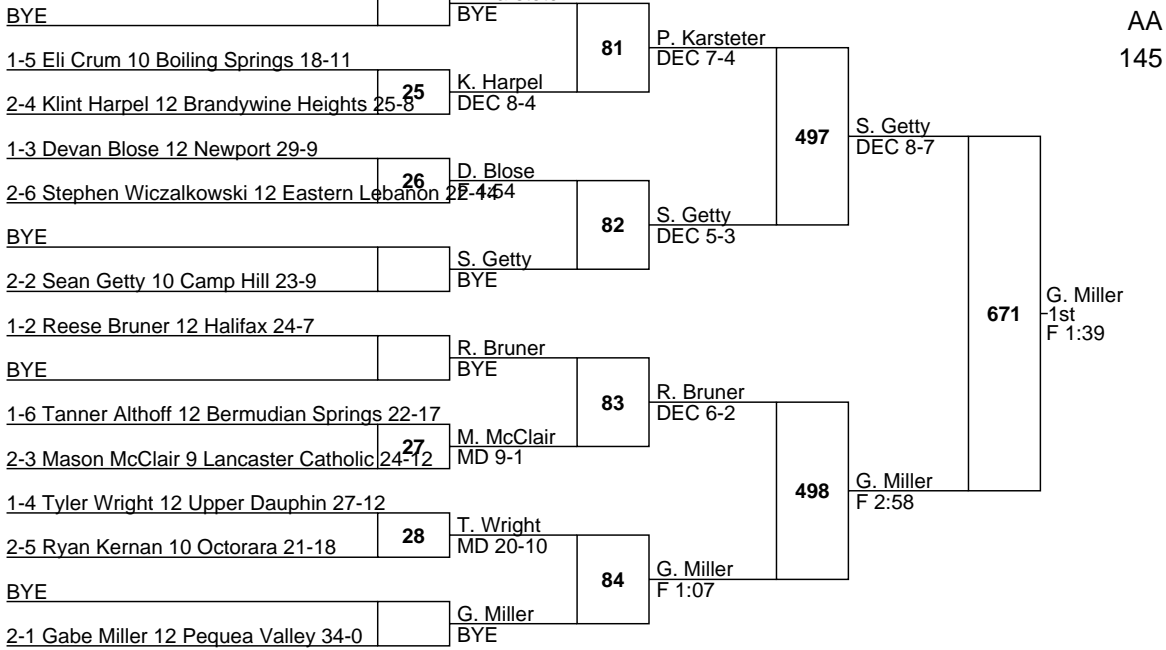 BYE
1-5 Eli Crum 10 Boiling Springs 18-11
2-4 Klint Harpel 12 Brandywine Heights 25-8
1-3 Devan Blose 12 Newport 29-9
2-6 Stephen Wiczalkowski 12 Eastern Lebanon 22-14
BYE
2-2 Sean Getty 10 Camp Hill 23-9
1-2 Reese Bruner 12 Halifax 24-7
BYE
1-6 Tanner Althoff 12 Bermudian Springs 22-17
2-3 Mason McClair 9 Lancaster Catholic 24-12
1-4 Tyler Wright 12 Upper Dauphin 27-12
2-5 Ryan Kernan 10 Octorara 21-18
BYE
2-1 Gabe Miller 12 Pequea Valley 34-0
25
26
27
28
BYE
K. Harpel
DEC 8-4
D. Blose
F 4:54
S. Getty
BYE
R. Bruner
BYE
M. McClair
MD 9-1
T. Wright
MD 20-10
G. Miller
BYE
81
82
83
84
P. Karsteter
DEC 7-4
S. Getty
DEC 5-3
R. Bruner
DEC 6-2
G. Miller
F 1:07
497
498
S. Getty
DEC 8-7
G. Miller
F 2:58
671
G. Miller
1st
F 1:39
AA
145